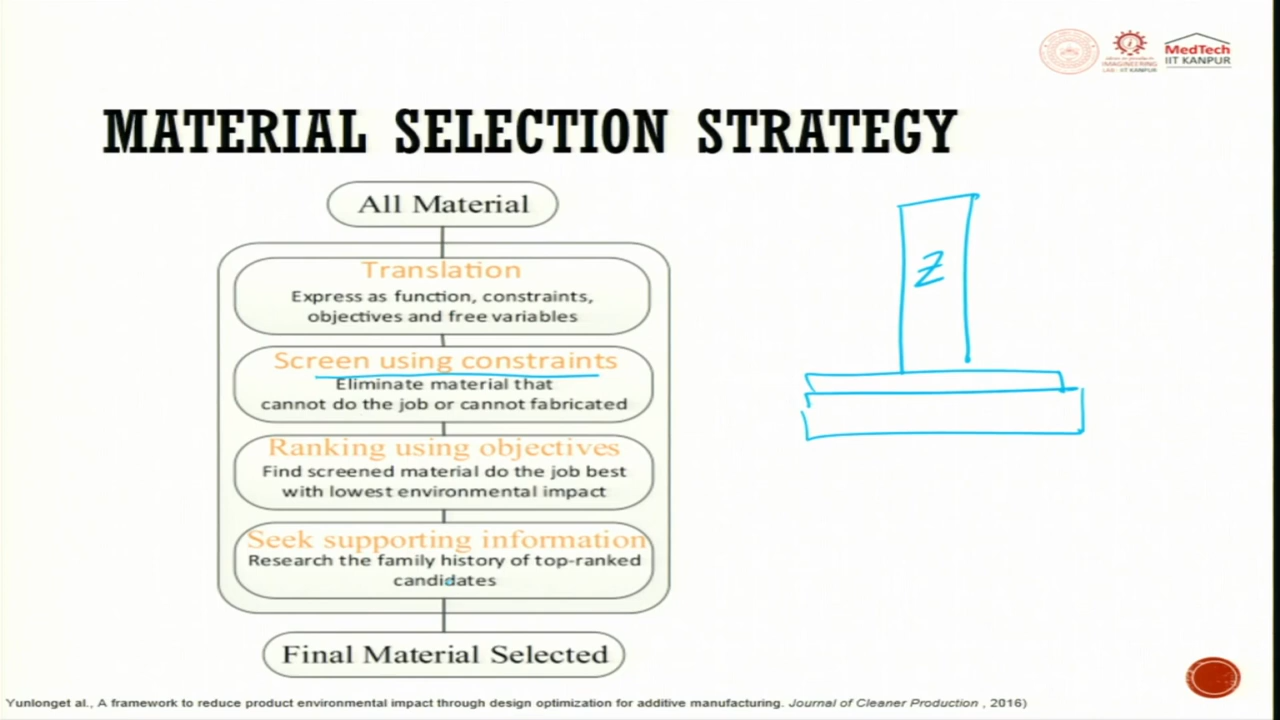 MedTech
IIT KANPUR
IMAGINEERING
LAB, IIT KANPUR
MATERIAL SELECTION STRATEGY
All Material
Translation
Express as function, constraints,
objectives and free variables
Screen using constraints
Eliminate material that
cannot do the job or cannot fabricated
Ranking using objectives
Find screened material do the job best
with lowest environmental impact
Seek supporting information
Research the family history of top-ranked
candidates
Final Material Selected
Z
Yunlonget al., A framework to reduce product environmental impact through design optimization for additive manufacturing. Journal of Cleaner Production , 2016)